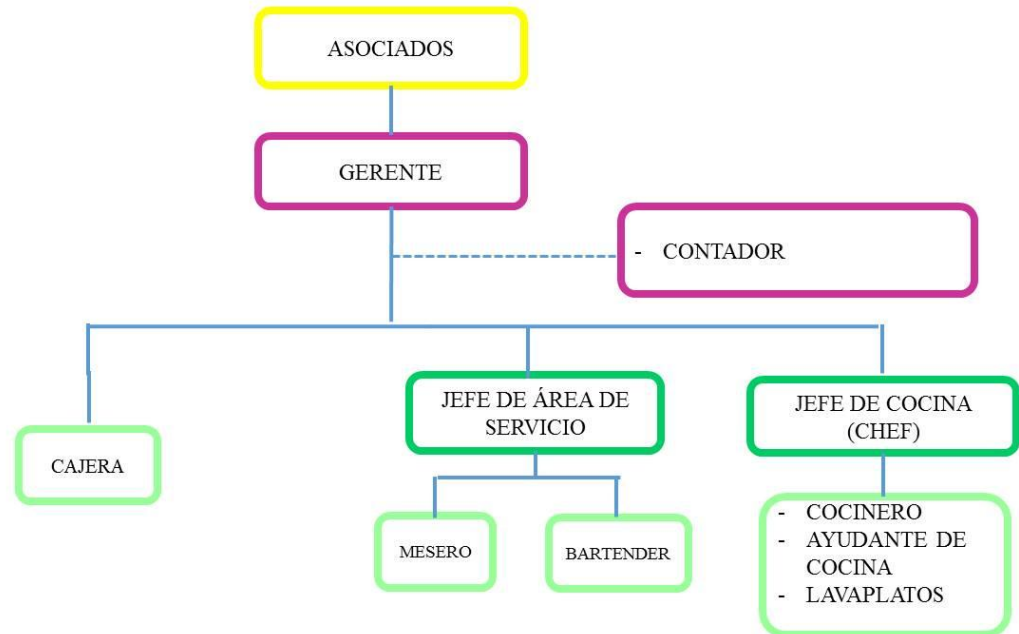 ASOCIADOS
GERENTE
- CONTADOR
JEFE DE ÁREA DE
SERVICIO
JEFE DE COCINA
(CHEF)
CAJERA
MESERO
BARTENDER
- COCINERO
- AYUDANTE DE
COCINA
- LAVAPLATOS